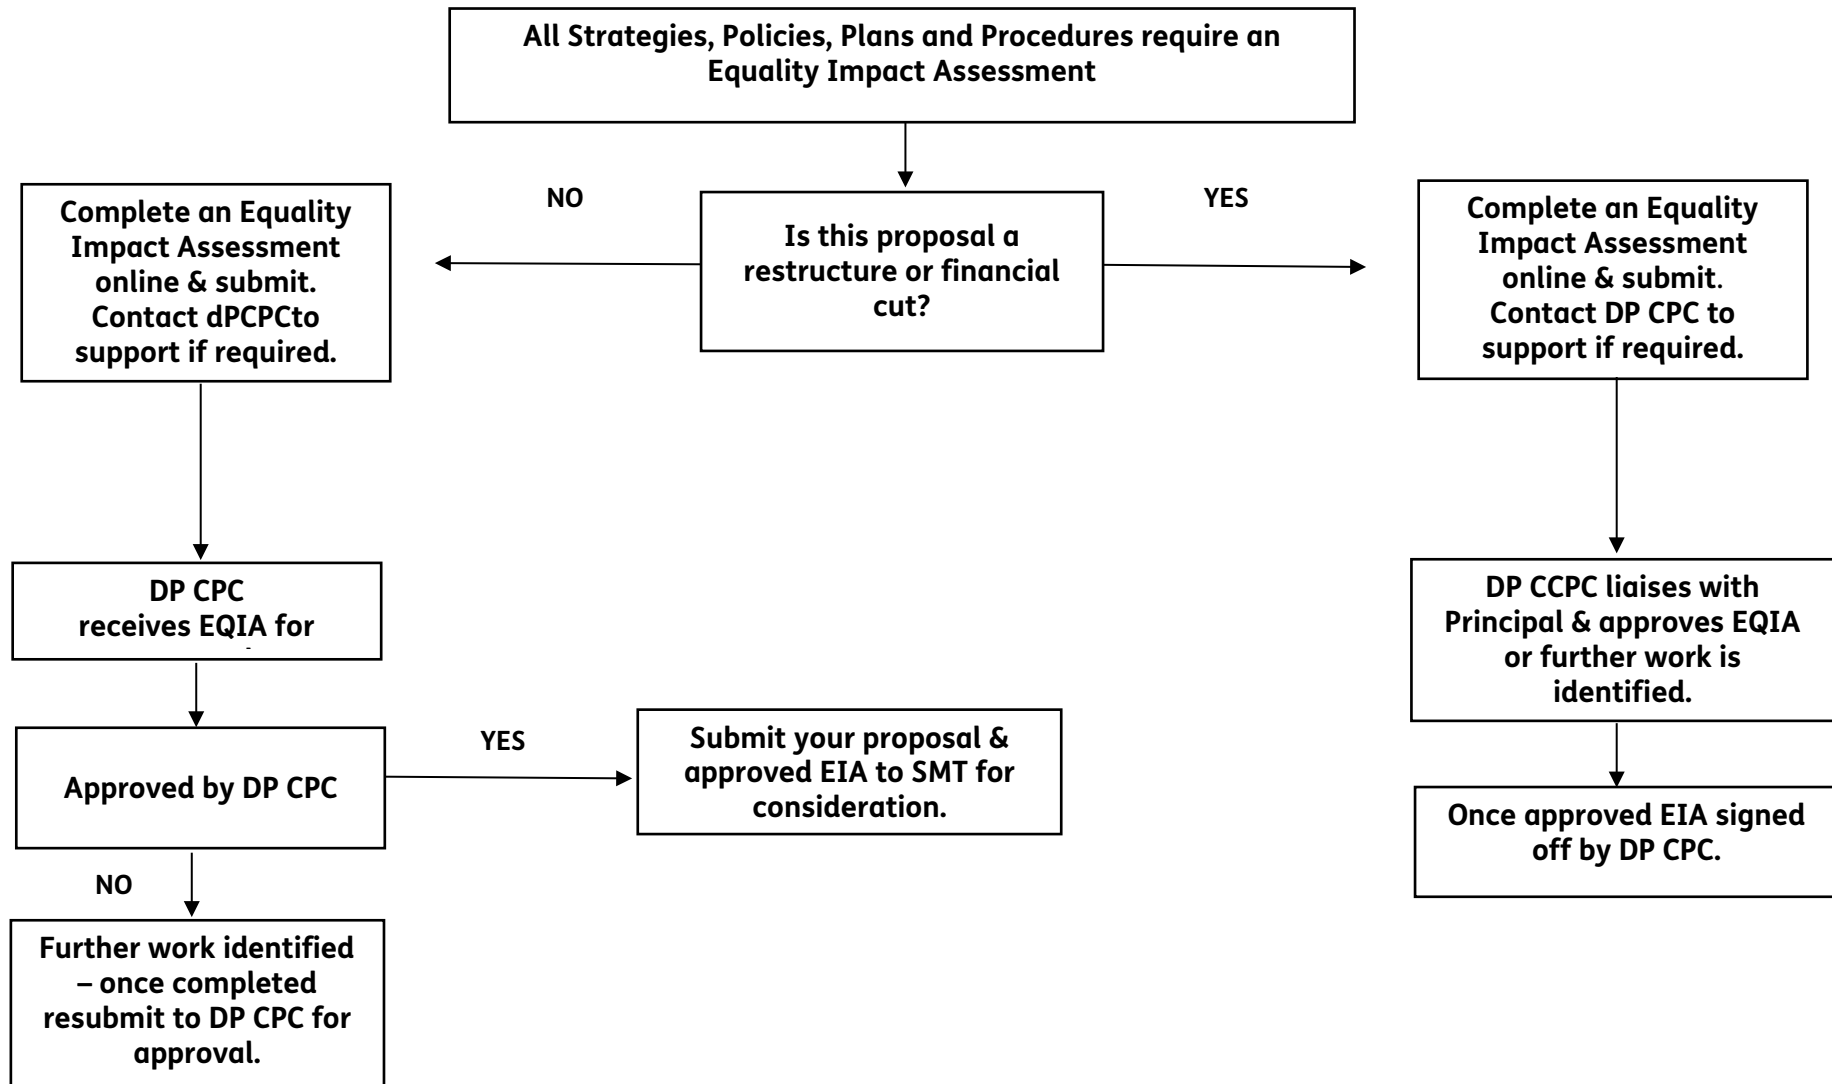 All Strategies, Policies, Plans and Procedures require an
Equality Impact Assessment
NO
YES
Complete an Equality
Impact Assessment
online & submit.
Contact dPCPCto
support if required.
Is this proposal a
restructure or financial
cut?
Complete an Equality
Impact Assessment
online & submit.
Contact DP CPC to
support if required.
DP CPC
receives EQIA for
DP CCPC liaises with
Principal & approves EQIA
or further work is
identified.
Approved by DP CPC
YES
Submit your proposal &
approved EIA to SMT for
consideration.
Once approved EIA signed
off by DP CPC.
NO
Further work identified
– once completed
resubmit to DP CPC for
approval.